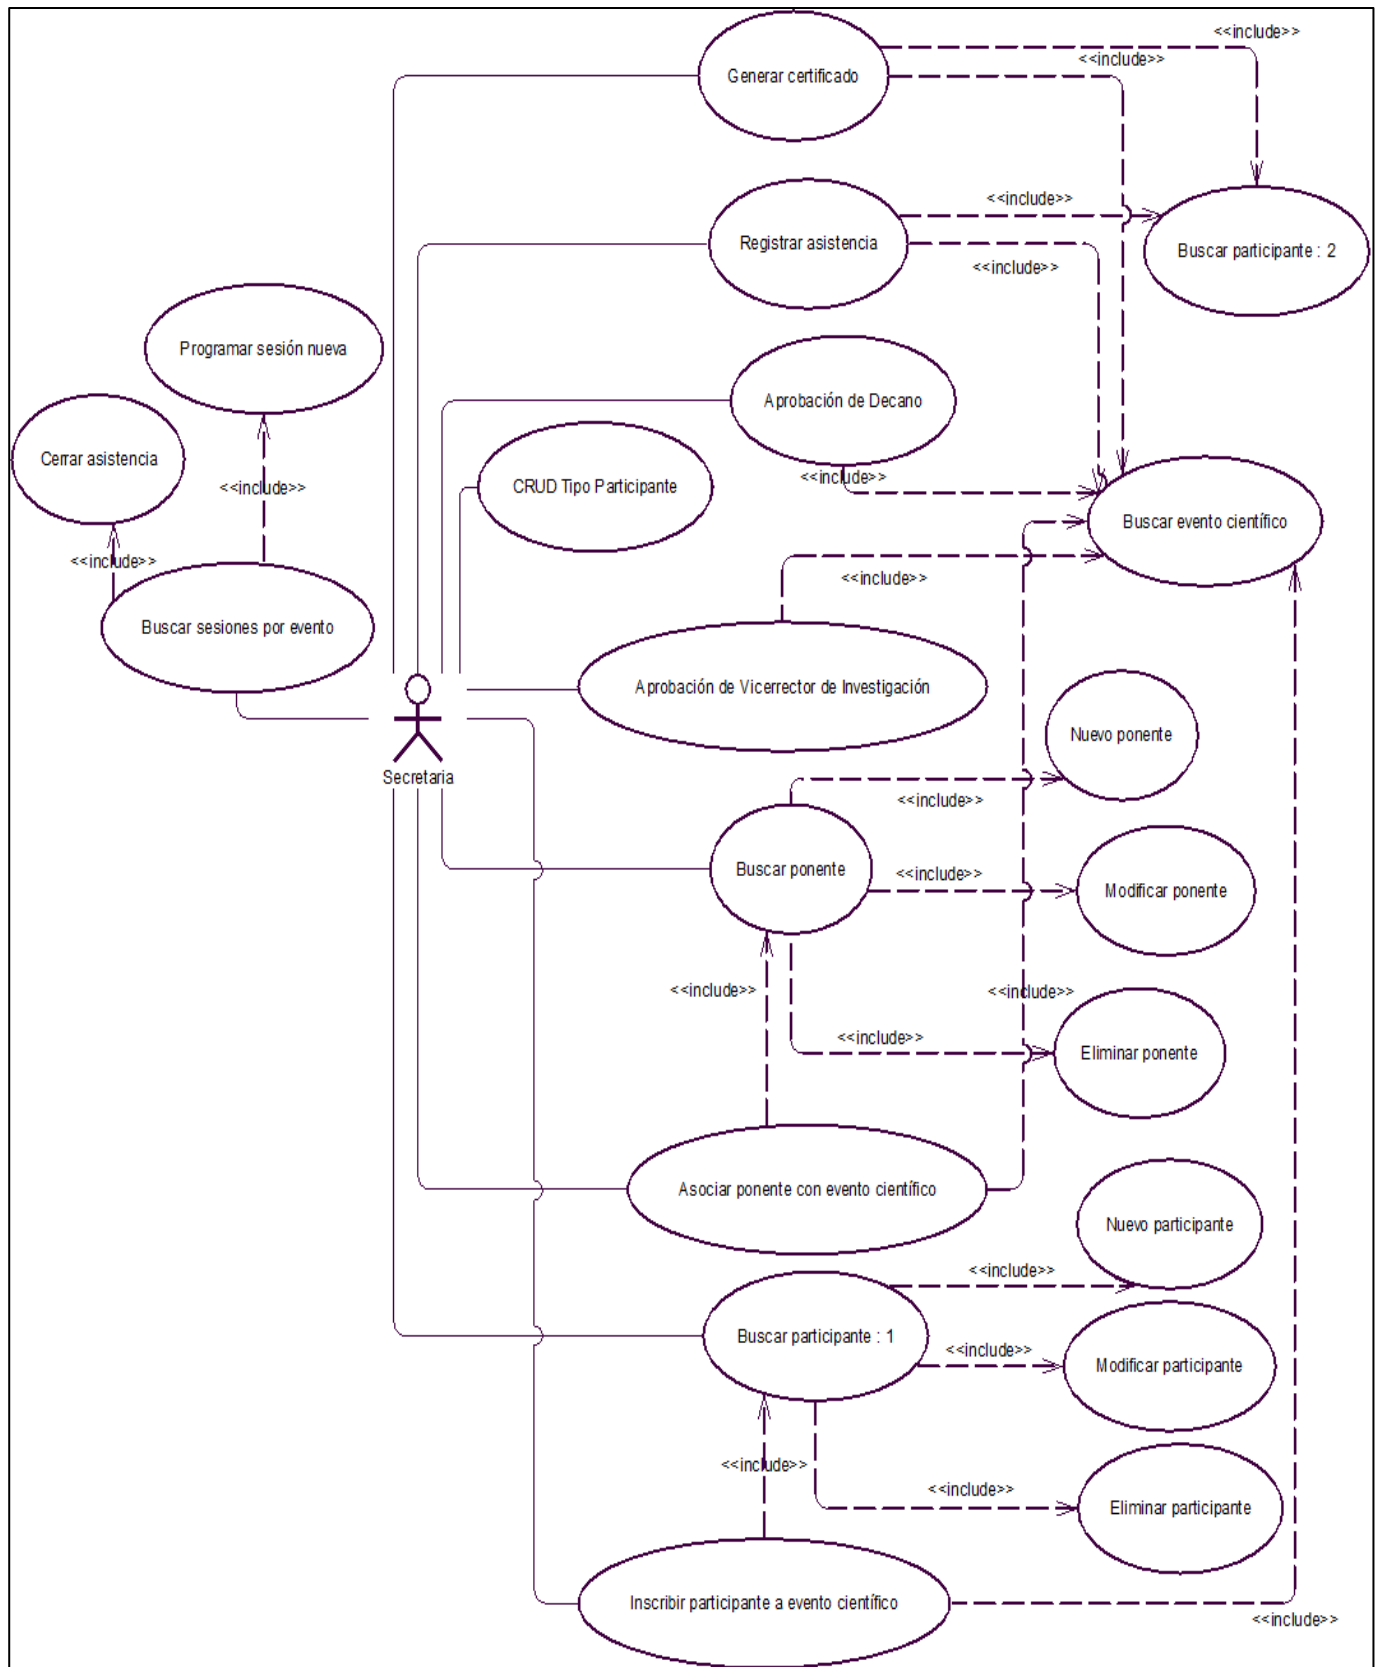 <<include>>
<<include>>
Generar certificado
<<include>>
Registrar asistencia
Buscar participante : 2
<<include>>
Programar sesión nueva
Aprobación de Decano
Cerrar asistencia
<<include>>
CRUD Tipo Participante
<<include>>
Buscar evento científico
<<include>>
<<include>>
Buscar sesiones por evento
Aprobación de Vicerrector de Investigación
Nuevo ponente
Secretaria
<<include>>
Buscar ponente
<<include>>
Modificar ponente
<<include>>
<<include>>
<<include>>
Eliminar ponente
Asociar ponente con evento científico
Nuevo participante
<<include>>
Buscar participante : 1
<<include>>
Modificar participante
<<include>>
<<include>>
Eliminar participante
Inscribir participante a evento científico
<<include>>